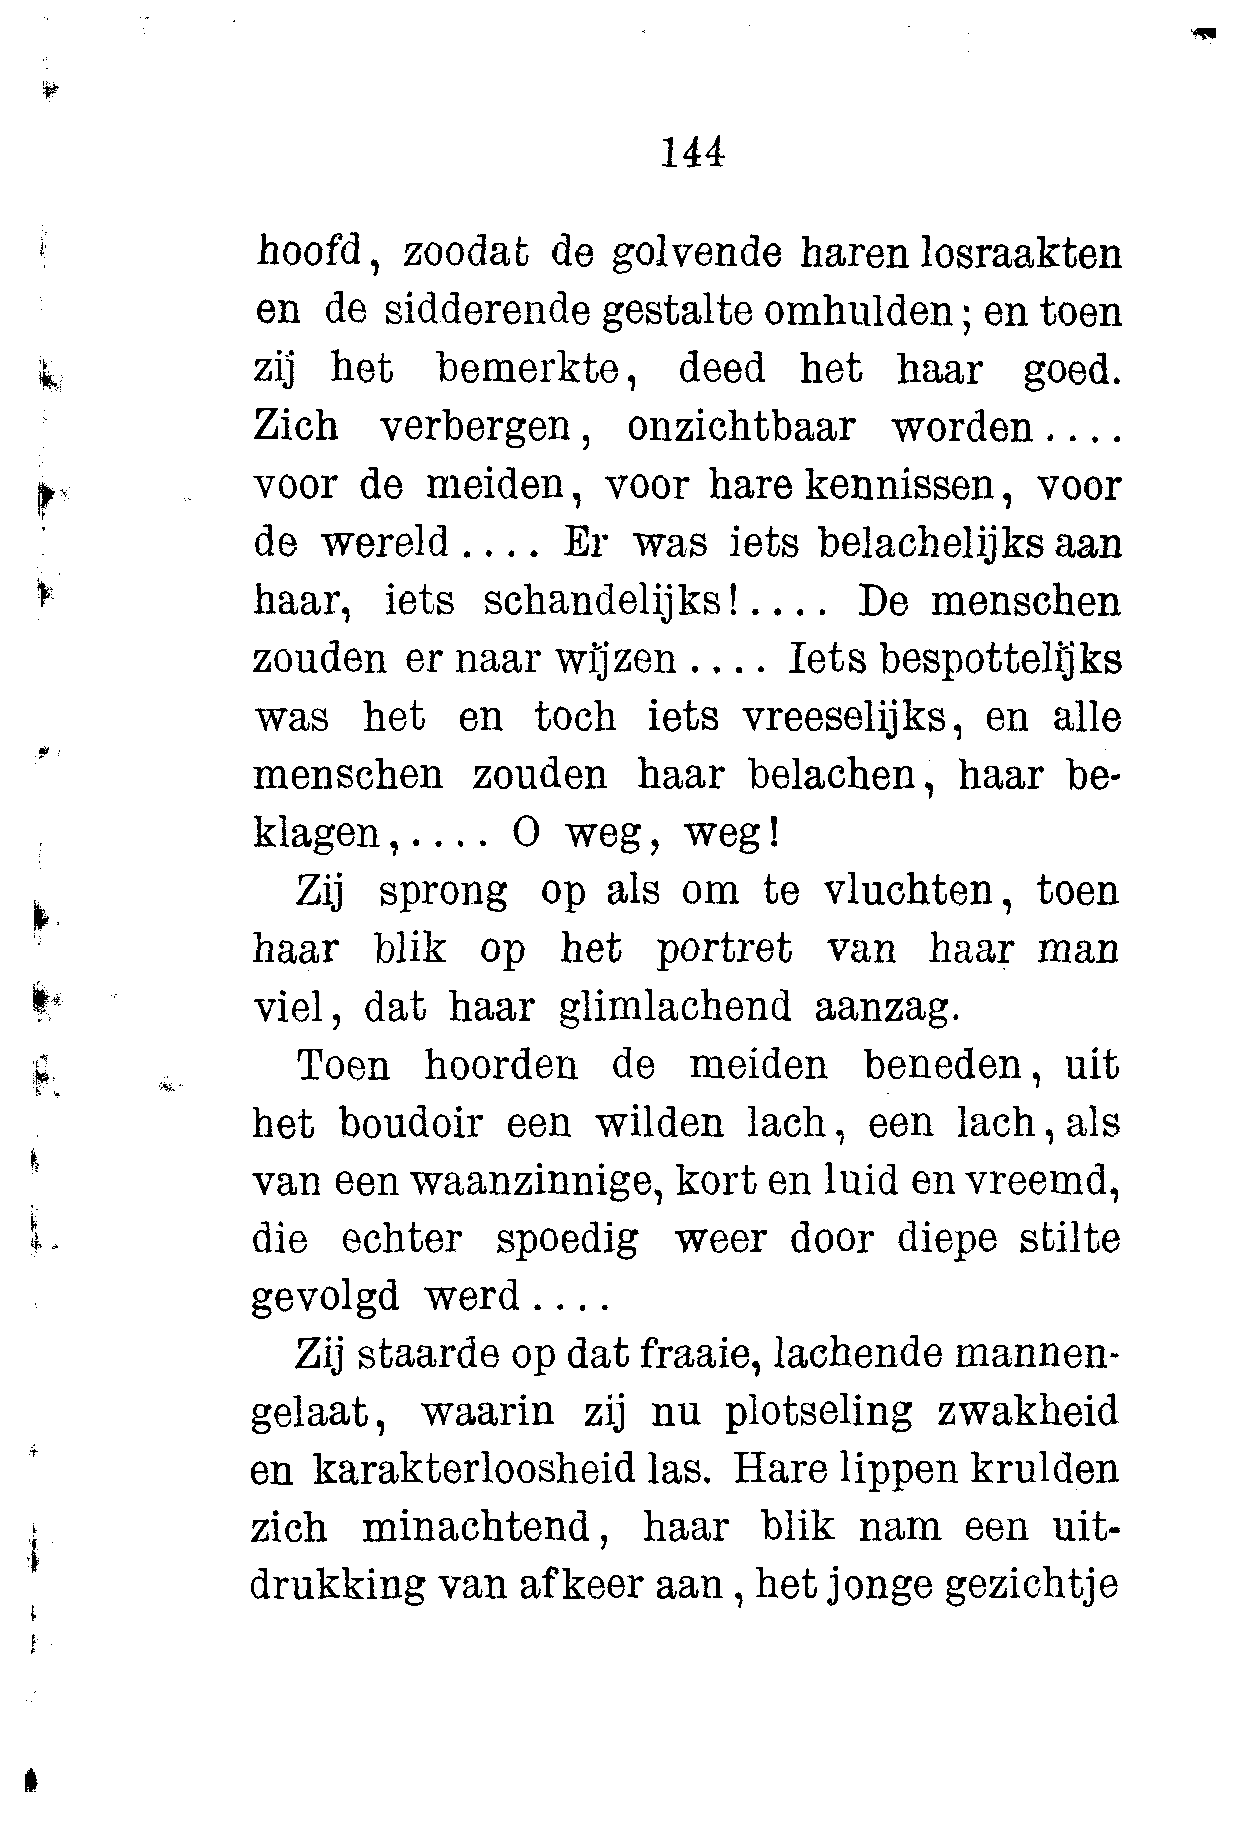 144
hoofd, zoodat de golvende haren losraakten
en de sidderende gestalte omhulden; en toen
zij het bemerkte, deed het haar goed.
Zich verbergen, onzichtbaar worden....
voor de meiden, voor hare kennissen, voor
de wereld.... Er was iets belachelijks aan
haar, iets schandelijks!.... De menschen
zouden er naar wijzen.... Iets bespottelijks
was het en toch iets vreeselijks, en alle
menschen zouden haar belachen, haar be-
klagen,.... O weg, weg!
Zij sprong op als om te vluchten, toen
haar blik op het portret van haar man
viel, dat haar glimlachend aanzag.
Toen hoorden de meiden beneden, uit
het boudoir een wilden lach, een lach, als
van een waanzinnige, kort en luid en vreemd,
die echter spoedig weer door diepe stilte
gevolgd werd....
Zij staarde op dat fraaie, lachende mannen-
gelaat, waarin zij nu plotseling zwakheid
en karakterloosheid las. Hare lippen krulden
zich minachtend, haar blik nam een uit-
drukking van afkeer aan, het jonge gezichtje